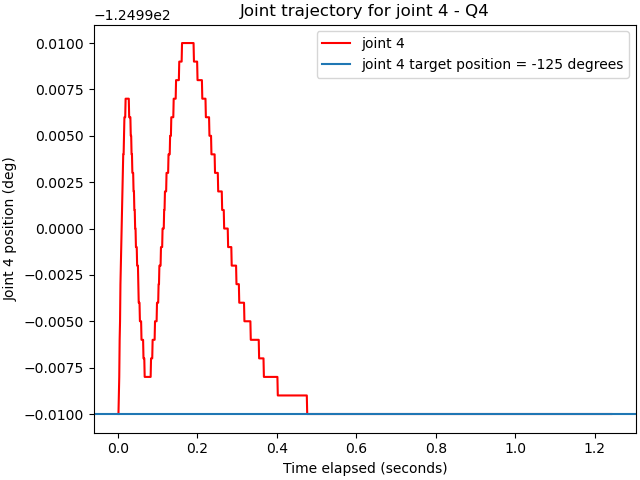 Joint trajectory for joint 4 - Q4
−1.2499e2
0.0100
0.0075
0.0050
0.0025
0.0000
−0.0025
−0.0050
−0.0075
−0.0100
Joint 4 position (deg)
joint 4
joint 4 target position = -125 degrees
0.0 0.2 0.4 0.6 0.8 1.0 1.2
Time elapsed (seconds)